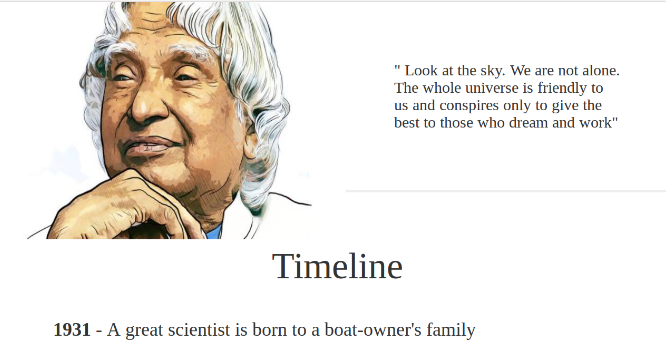 " Look at the sky. We are not alone.
The whole universe is friendly to
us and conspires only to give the
best to those who dream and work"
Timeline
1931 - A great scientist is born to a boat-owner's family